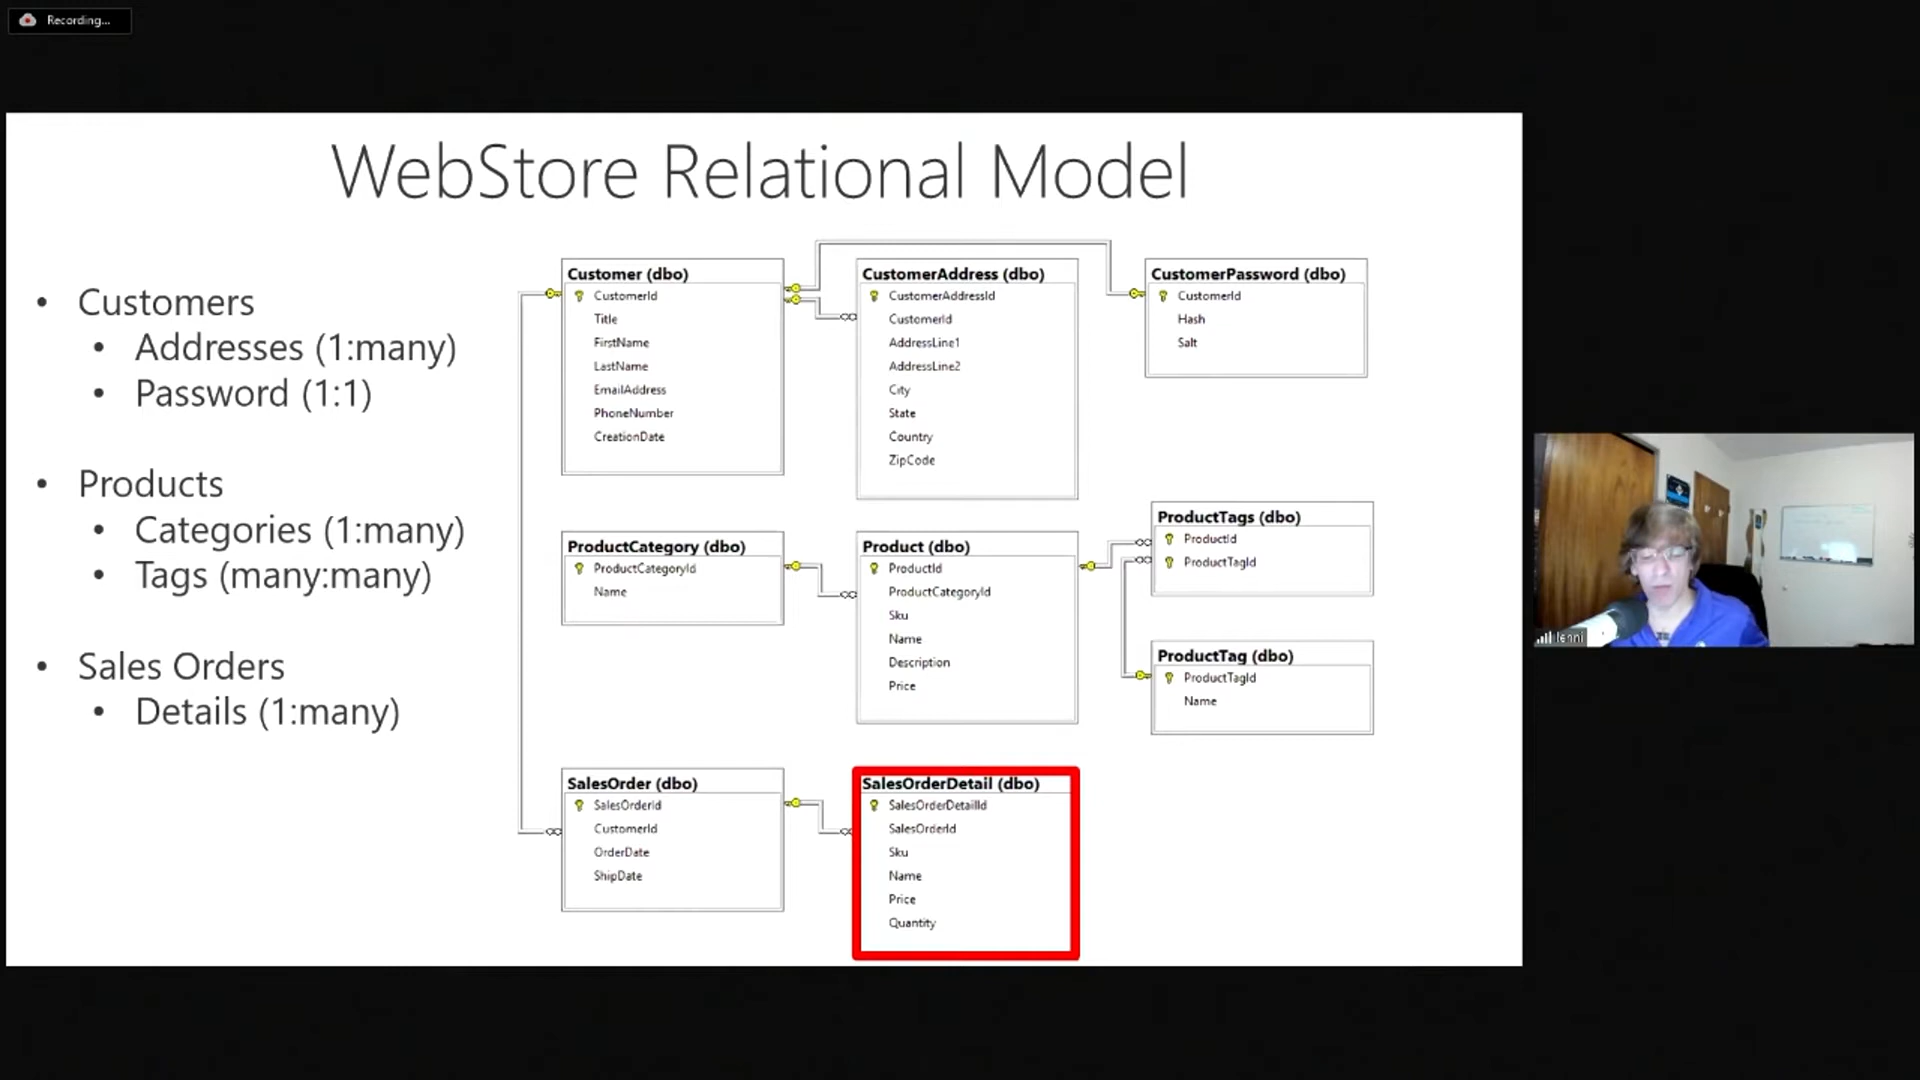 Recording...
WebStore Relational Model
• Customers
• Addresses (1:many)
• Password (1:1)
• Products
• Categories (1:many)
• Tags (many:many)
• Sales Orders
• Details (1:many)
Customer (dbo)
CustomerId
Title
FirstName
LastName
EmailAddress
PhoneNumber
CreationDate
CustomerAddress (dbo)
CustomerAddressId
CustomerId
AddressLine1
AddressLine2
City
State
Country
ZipCode
CustomerPassword (dbo)
CustomerId
Hash
Salt
ProductCategory (dbo)
ProductCategoryId
Name
Product (dbo)
ProductId
ProductCategoryId
Sku
Name
Description
Price
ProductTags (dbo)
ProductId
ProductTagId
ProductTag (dbo)
ProductTagId
Name
SalesOrder (dbo)
SalesOrderId
CustomerId
OrderDate
ShipDate
SalesOrderDetail (dbo)
SalesOrderDetailId
SalesOrderId
Sku
Name
Price
Quantity
lenni